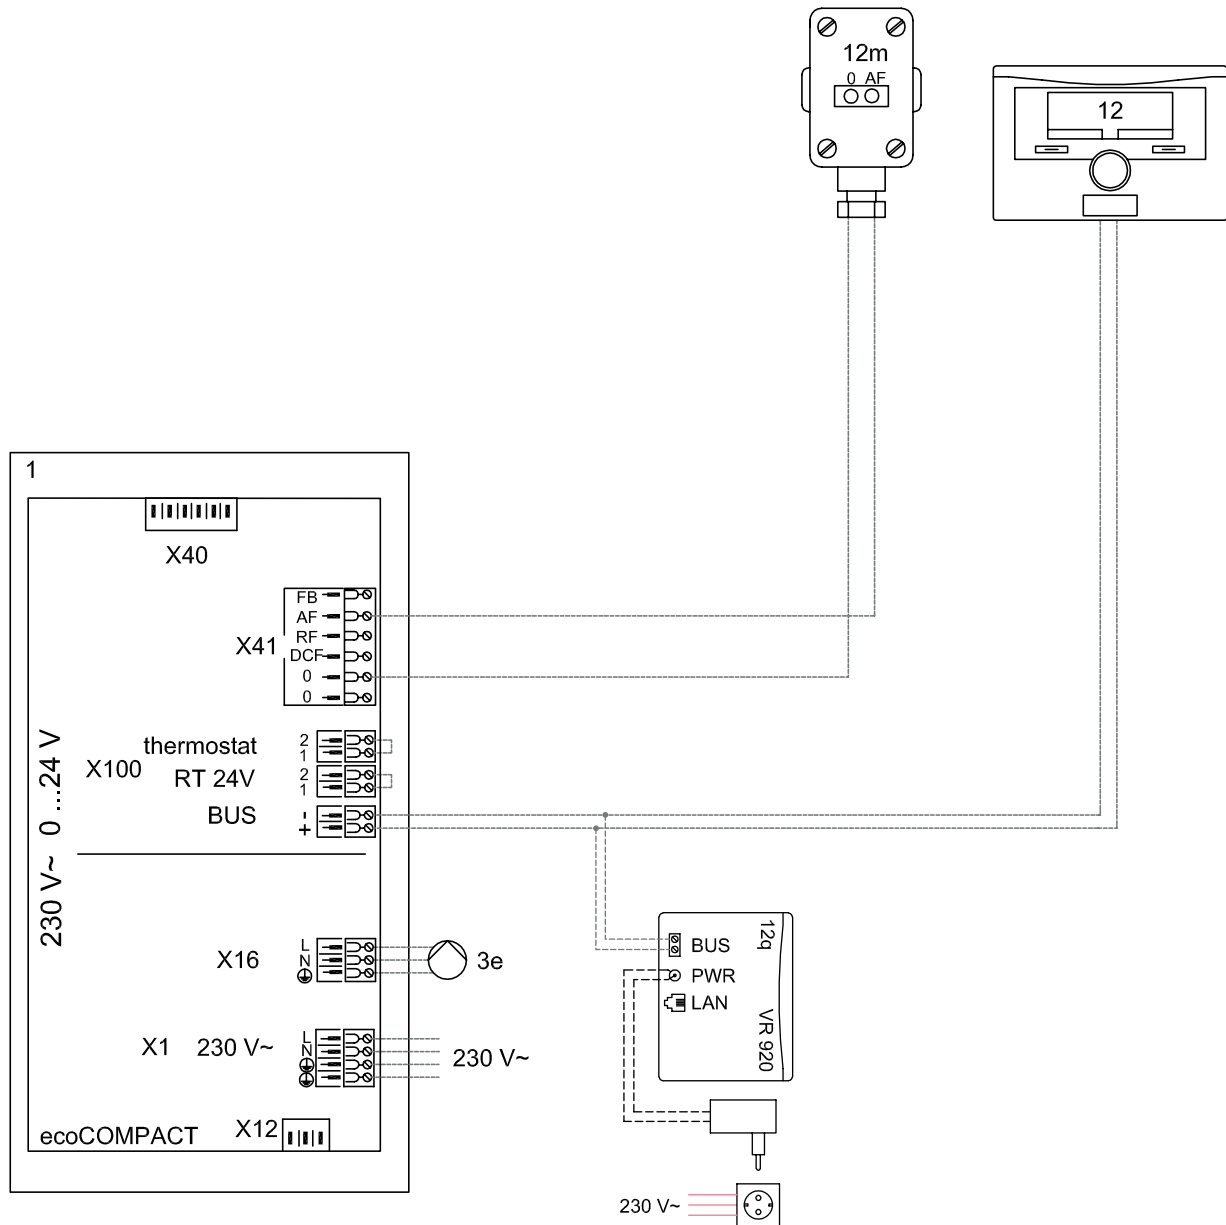 12m
0 AF
12
1
X40
X41
FB
AF
RF
DCF
0
0
230 V~ 0 ...24 V
X100
thermostat
2
1
RT 24V
2
1
BUS
-
+
X16
L
N
3e
X1
230 V~
L
N
230 V~
X12
ecoCOMPACT
12q
BUS
PWR
LAN
VR 920
230 V~